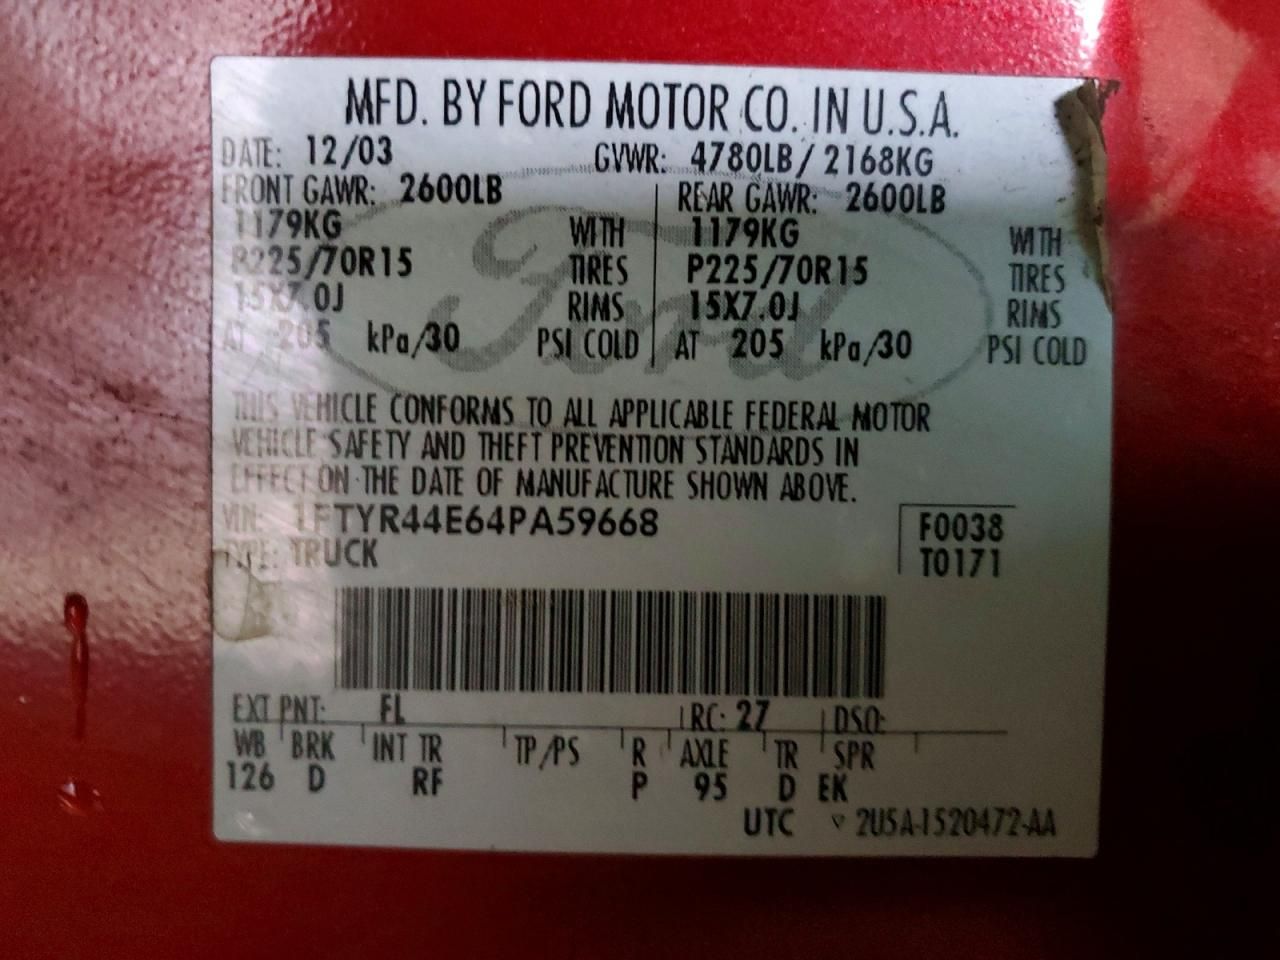 MFD. BY FORD MOTOR CO. IN U.S.A.
DATE: 12/03 GVWR: 4780LB/ 2168KG
FRONT GAWR: 2600LB REAR GAWR: 2600LB
1179KG WITH 1179KG WITH
P225/70R15 TIRES P225/70R15 TIRES
15X7.0J RIMS 15X7.0J RIMS
AT 205 kPa/30 PSI COLD AT 205 kPa/30 PSI COLD
Ford
THIS VEHICLE CONFORMS TO ALL APPLICABLE FEDERAL MOTOR
VEHICLE SAFETY AND THEFT PREVENTION STANDARDS IN
EFFECT ON THE DATE OF MANUFACTURE SHOWN ABOVE.
VIN: 1FTYR44E64PA59668 F0038
TYPE: TRUCK T0171
EXT PNT: FL RC: 27 DSO:
WB BRK INT TR TP/PS R AXLE TR SPR
126 D RF P 95 D EK
UTC ▽ 2U5A-1520472-AA